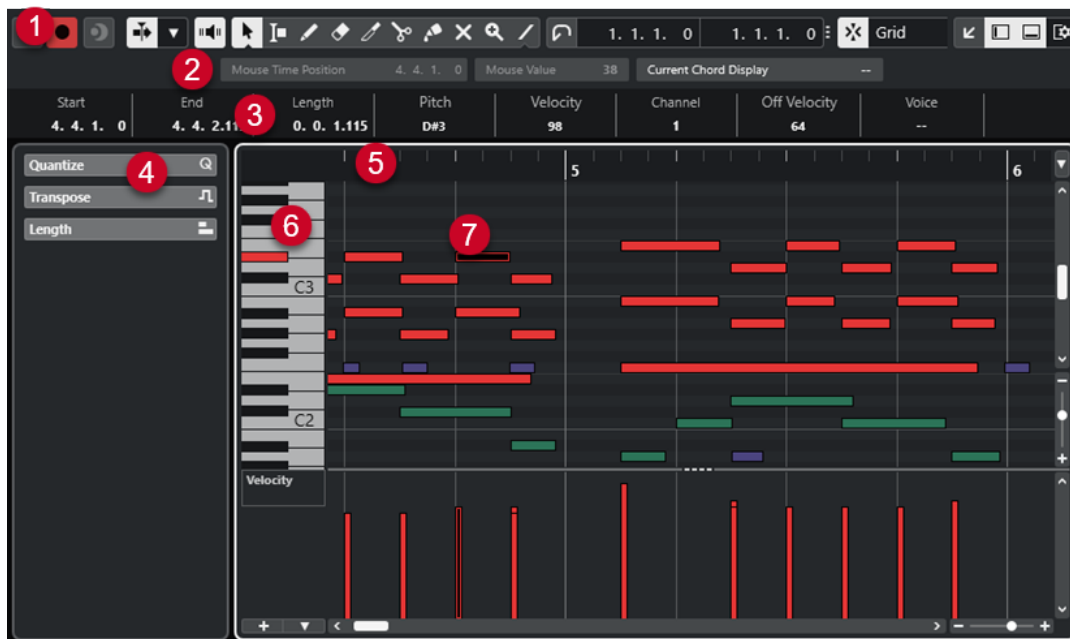 1
1. 1. 1. 0 1. 1. 1. 0 Grid
2
Mouse Time Position 4. 4. 1. 0 Mouse Value 38 Current Chord Display --
Start End Length Pitch Velocity Channel Off Velocity Voice
3
4. 4. 1. 0 4. 4. 2.11 0. 0. 1.115 D#3 98 1 64 --
Quantize
4
5
5 6
Transpose
Length
6
7
C3
C2
Velocity